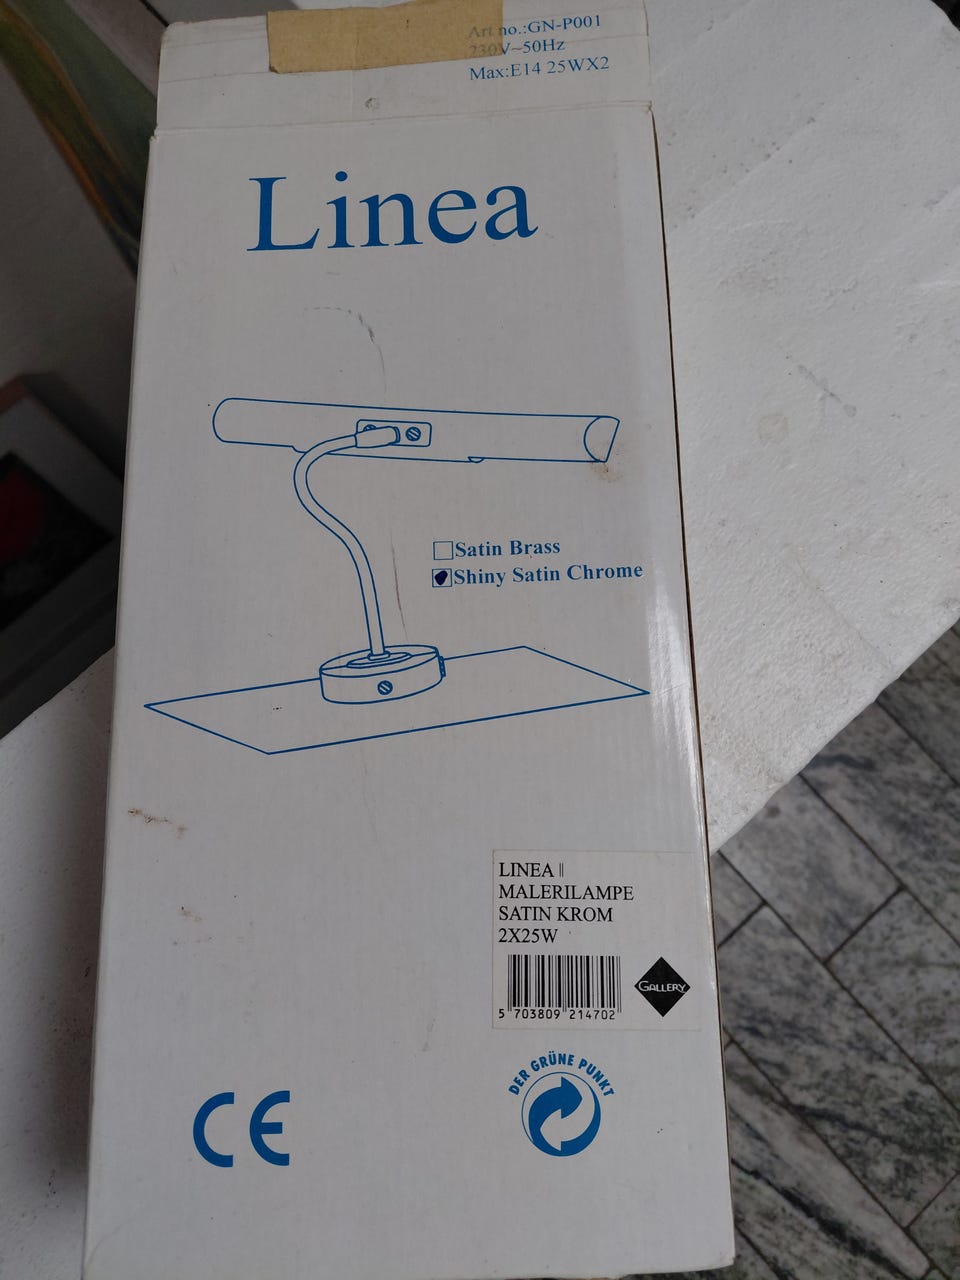 Art no.:GN-P001
230V~50Hz
Max:E14 25WX2
Linea
Satin Brass
Shiny Satin Chrome
LINEA ||
MALERILAMPE
SATIN KROM
2X25W
GALLERY
5 703809 214702
DER GRÜNE PUNKT
CE